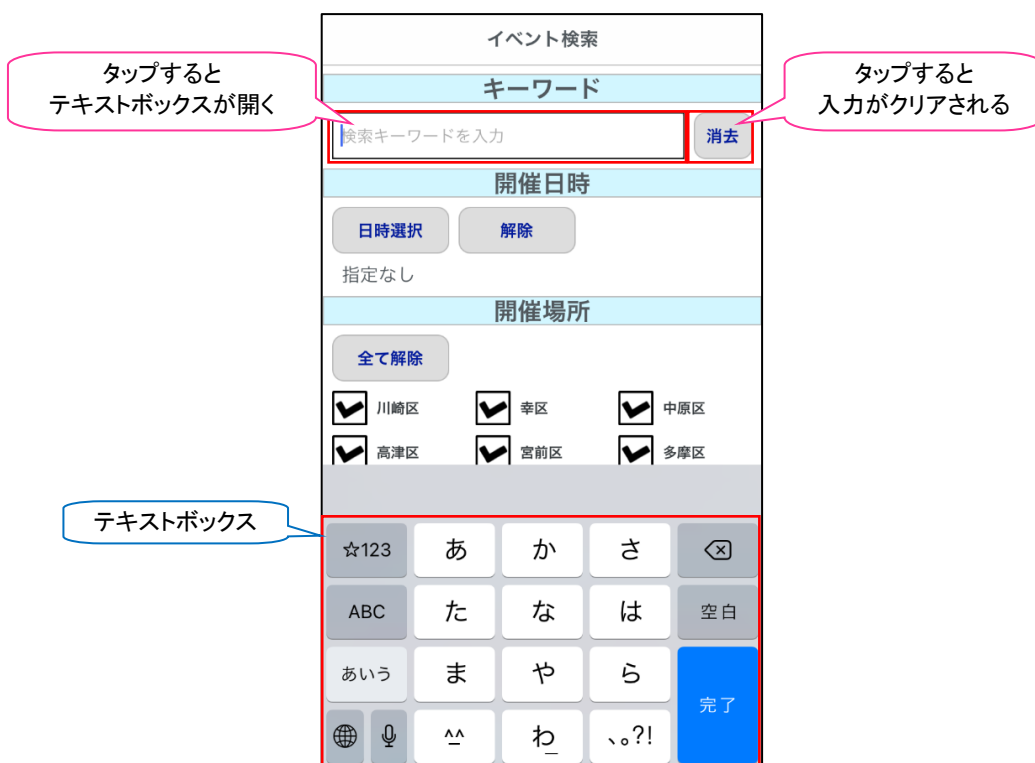 イベント検索
タップすると
テキストボックスが開く
キーワード
タップすると
入力がクリアされる
検索キーワードを入力
消去
開催日時
日時選択
解除
指定なし
開催場所
全て解除
川崎区
幸区
中原区
高津区
宮前区
多摩区
テキストボックス
☆123
あ
か
さ
ABC
た
な
は
空白
あいう
ま
や
ら
完了
^^
わ
、。?!